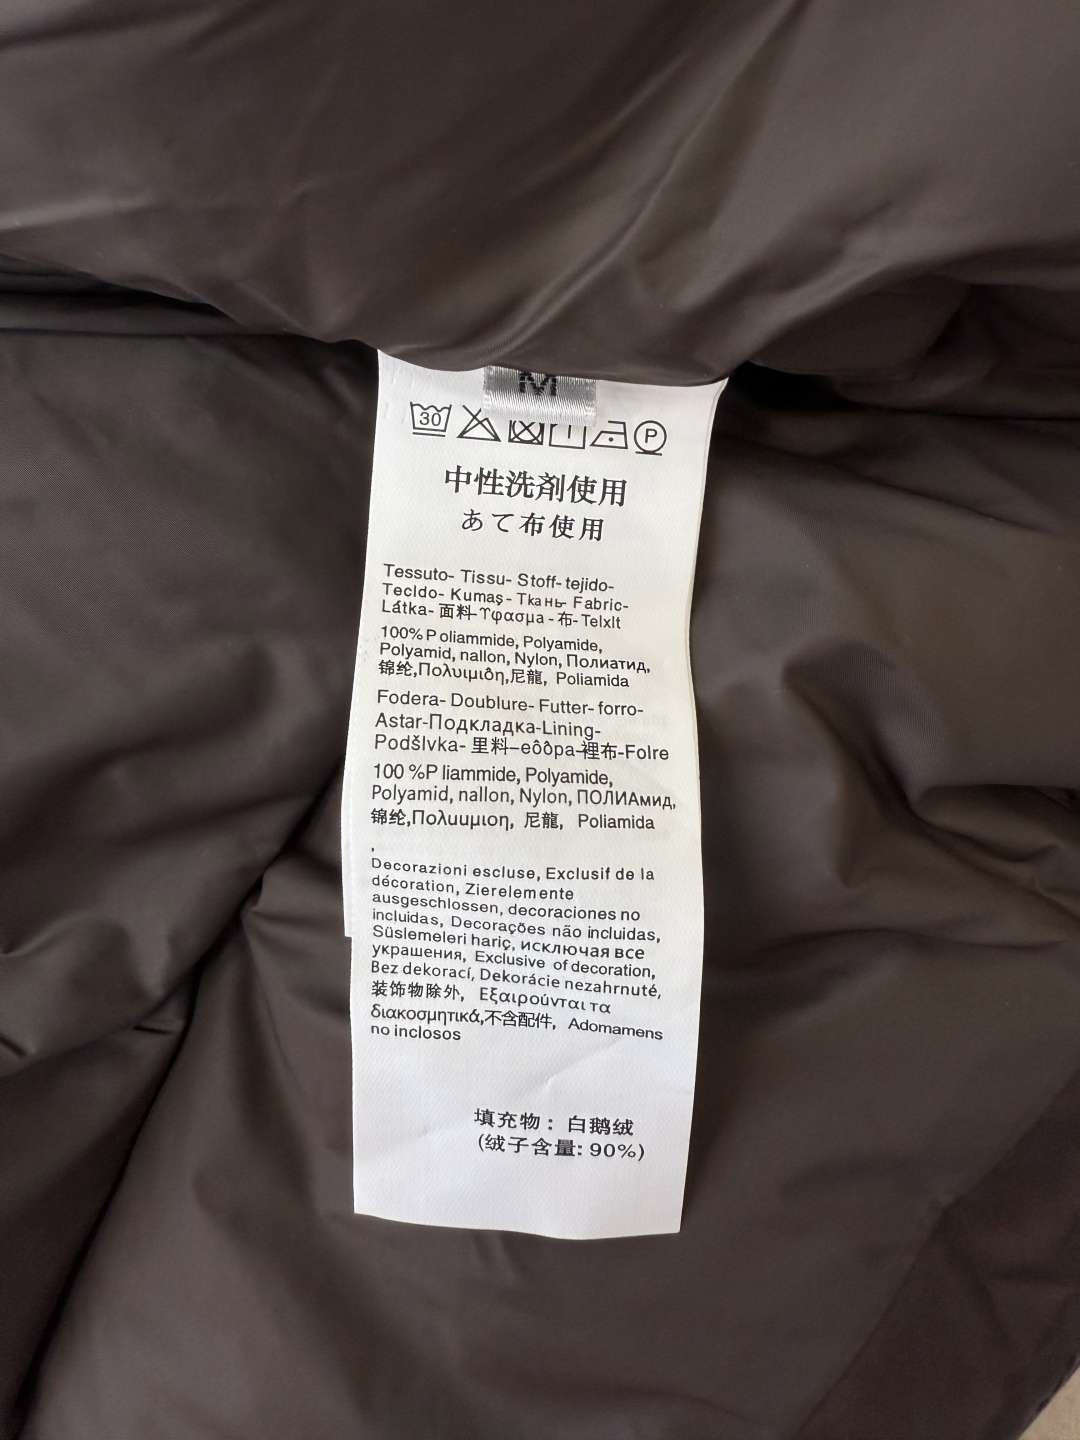 M
30 P
中性洗剤使用
あて布使用
Tessuto- Tissu- Stoff- tejido-
Tecldo- Kumaş- Ткань- Fabric-
Látka- 面料-ϒφασμα - 布- Telxlt
100%P oliammide, Polyamide,
Polyamid, nallon, Nylon, Полиатид,
锦纶,Πολυιμιδη,尼龍, Poliamida
Fodera- Doublure- Futter- forro-
Astar-Подкладка-Lining-
Podšlvka- 里料-eôôpa-裡布-Folre
100 %P liammide, Polyamide,
Polyamid, nallon, Nylon, ПОЛИАмид,
锦纶,Πολυυμιοη, 尼龍, Poliamida
,
Decorazioni escluse, Exclusif de la
décoration, Zierelemente
ausgeschlossen, decoraciones no
incluidas, Decorações não incluidas,
Süslemeleri hariç, исключая все
украшения, Exclusive of decoration,
Bez dekorací, Dekorácie nezahrnuté,
装饰物除外, Εξαιρούνται τα
διακοσμητικά,不含配件, Adomamens
no inclosos
填充物：白鹅绒
(绒子含量: 90%)